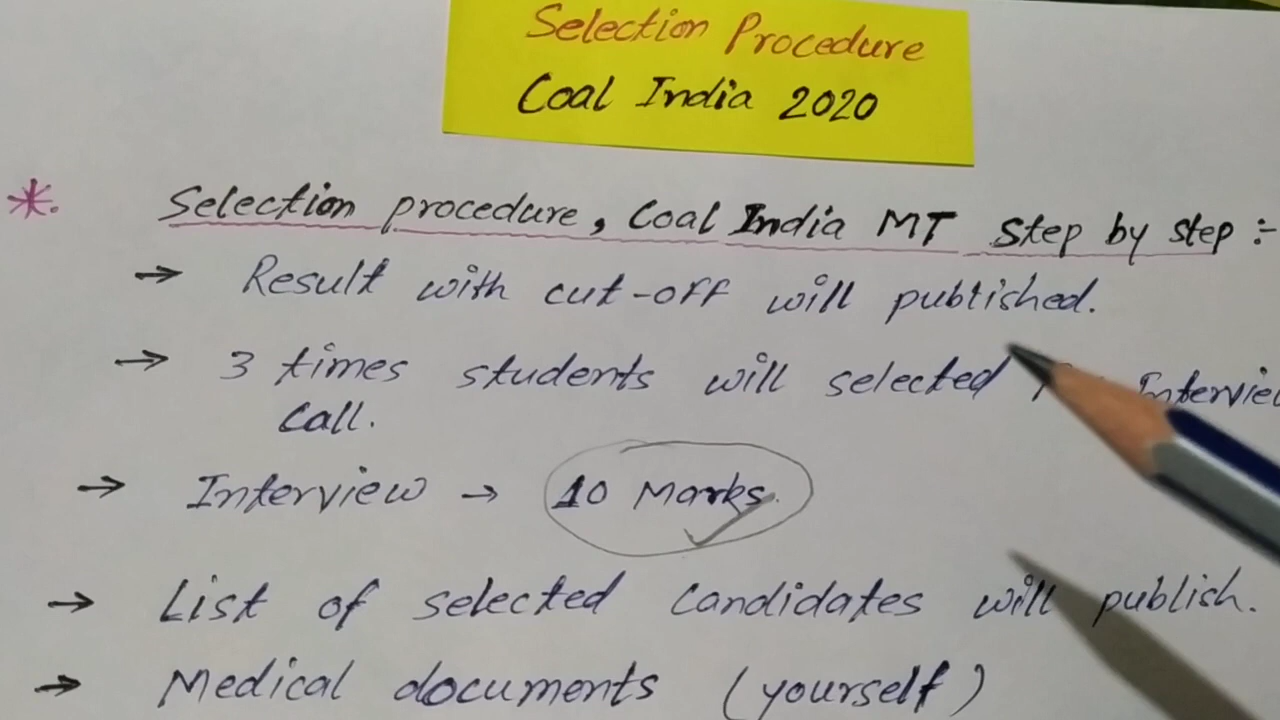 Selection Procedure
Coal India 2020
*. Selection procedure, Coal India MT step by step :-
→ Result with cut-off will published.
→ 3 times students will selected
call.
→ Interview → 10 Marks
→ List of selected candidates will publish.
→ Medical documents (yourself)